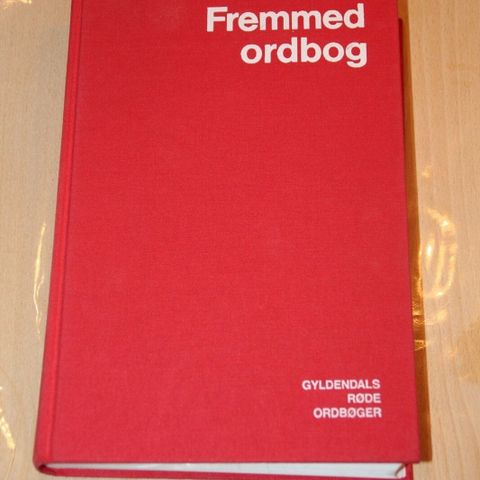 Fremmed
ordbog
GYLDENDALS
RØDE
ORDBØGER